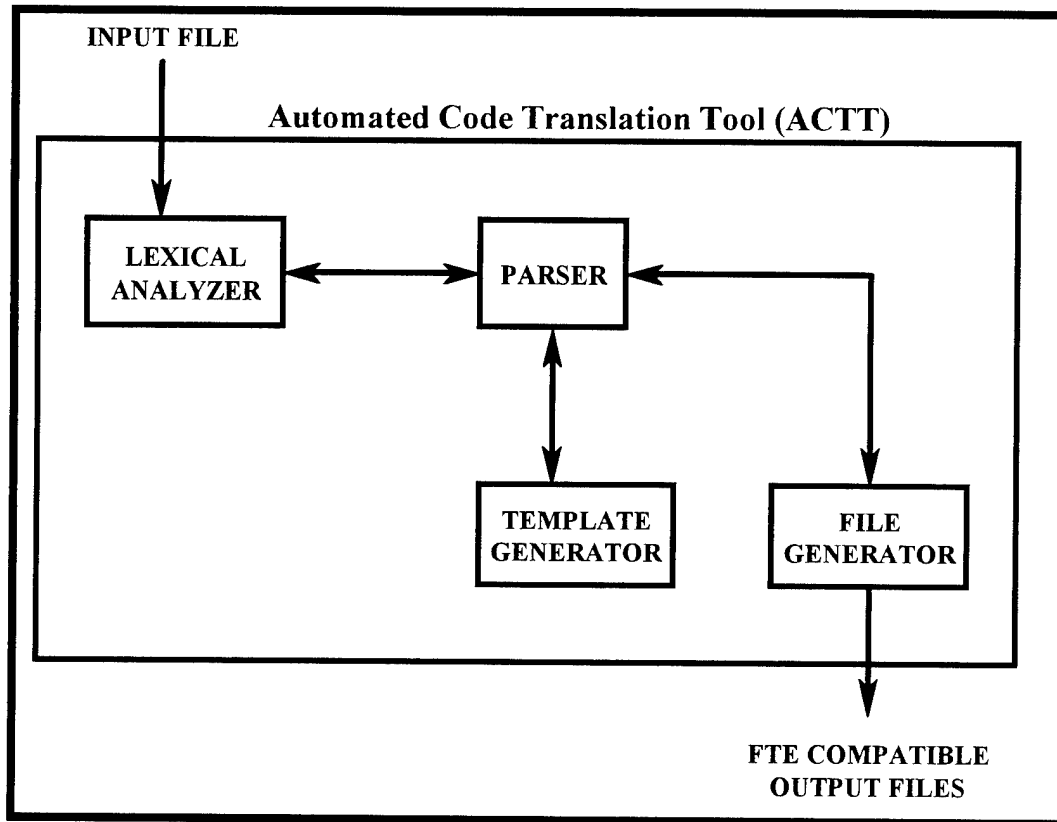 INPUT FILE
Automated Code Translation Tool (ACTT)
LEXICAL
ANALYZER
PARSER
TEMPLATE
GENERATOR
FILE
GENERATOR
FTE COMPATIBLE
OUTPUT FILES